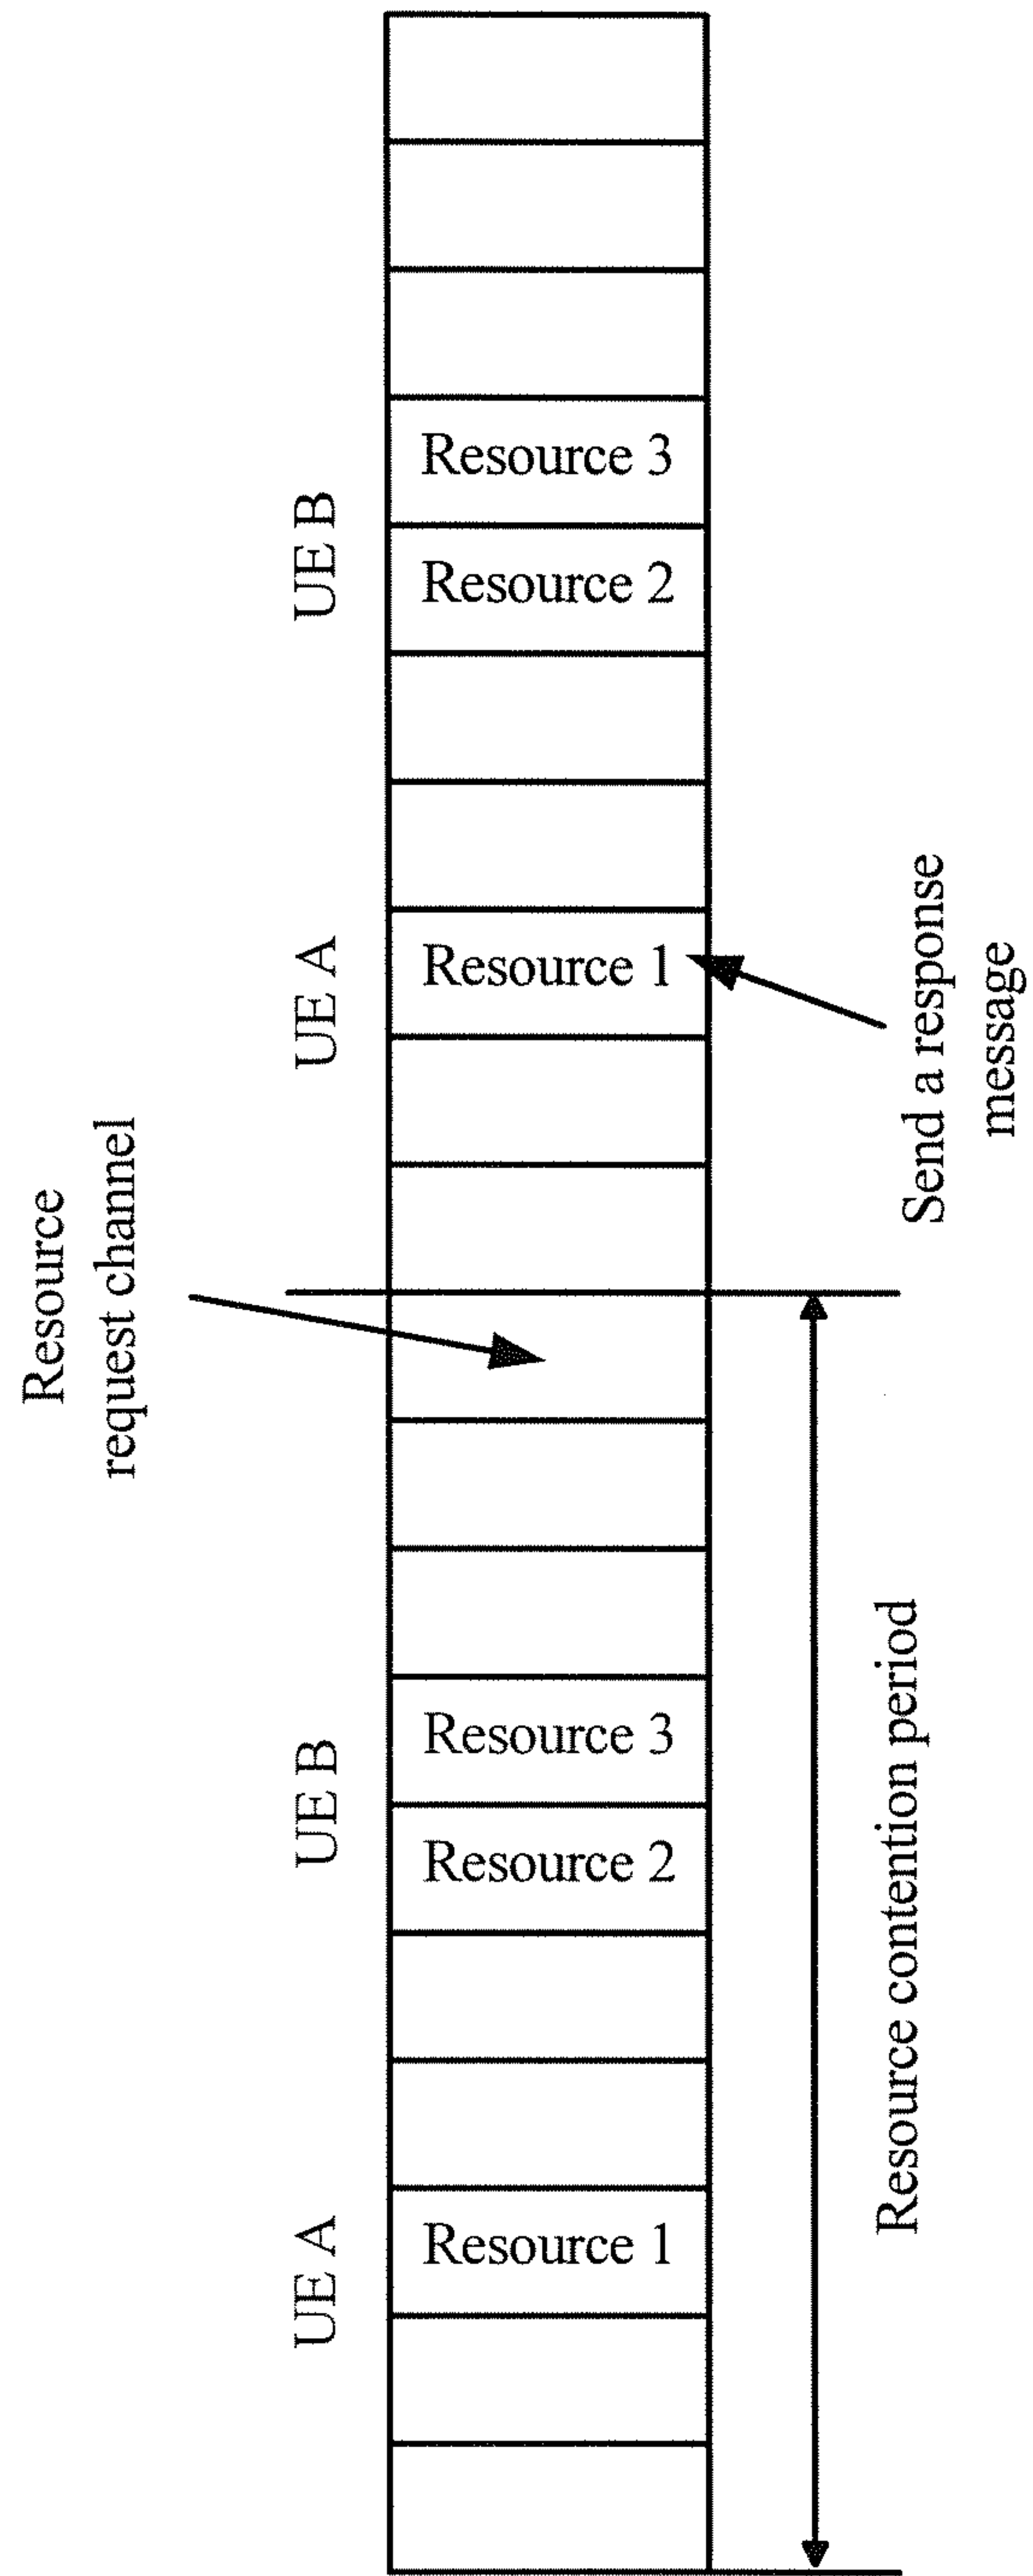 Resource 3
UE B
Resource 2
UE A
Resource 1
Send a response
message
Resource
request channel
Resource 3
UE B
Resource 2
Resource contention period
UE A
Resource 1